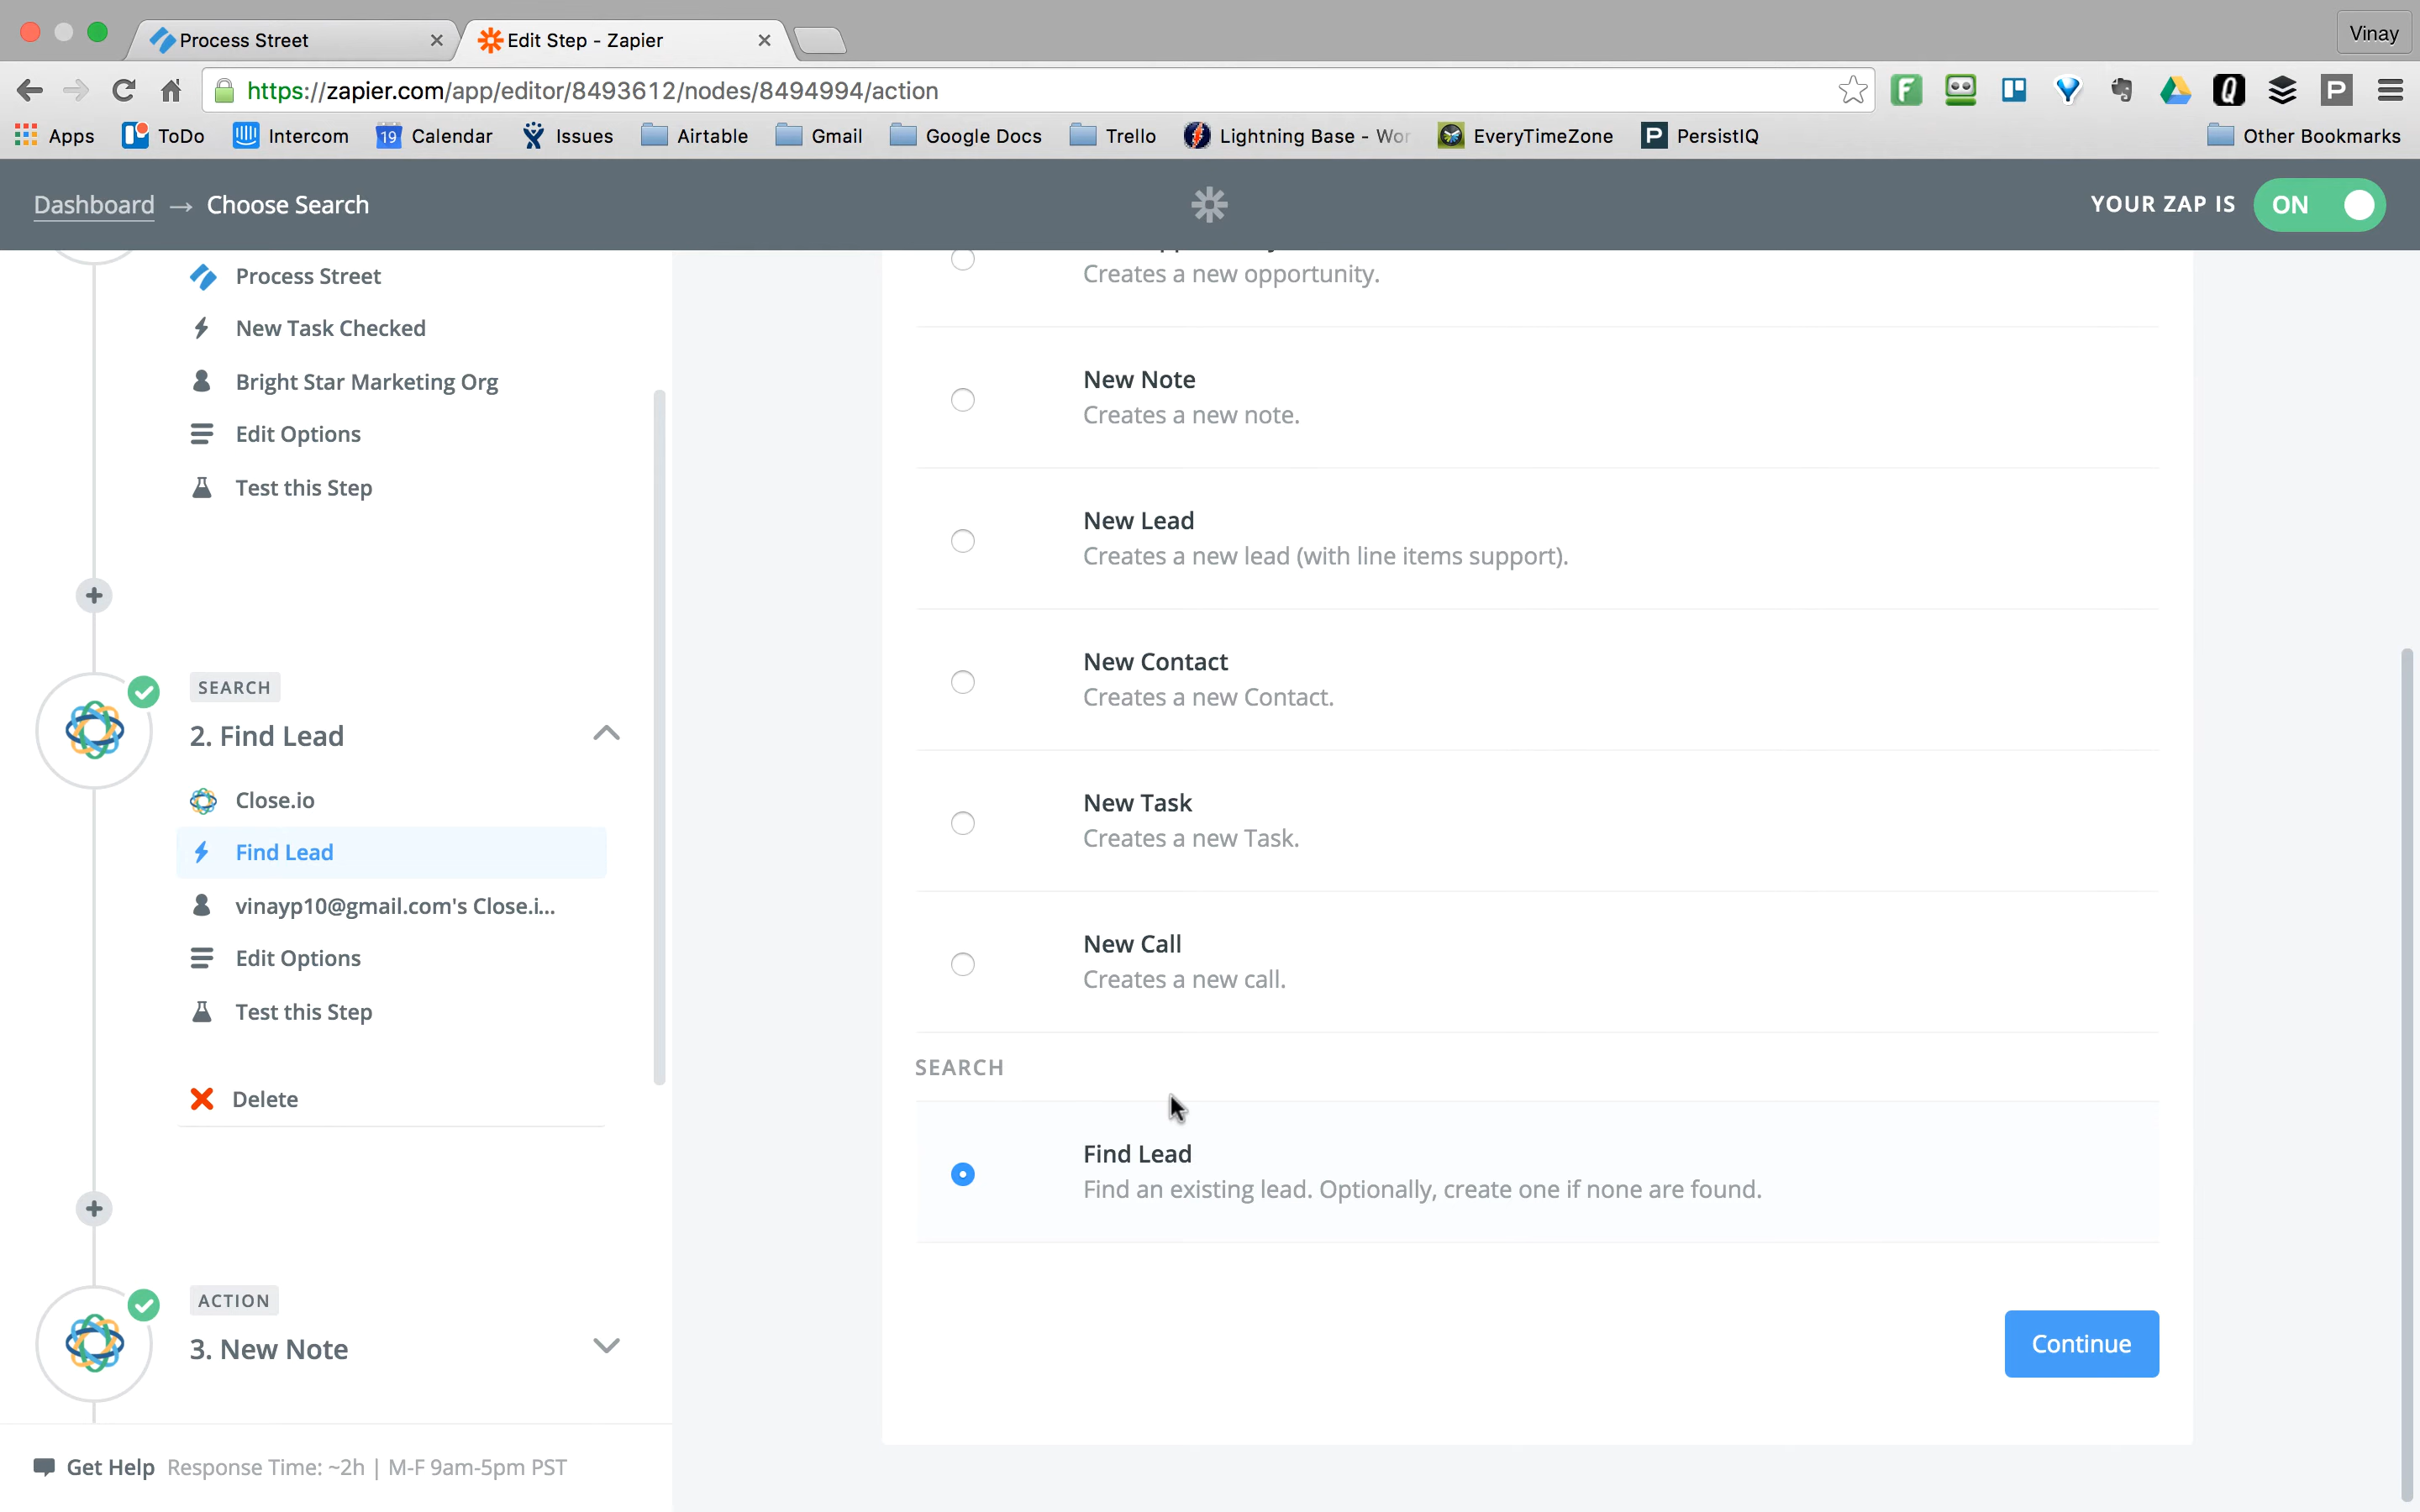 Process Street
Edit Step - Zapier
Vinay
https://zapier.com/app/editor/8493612/nodes/8494994/action
Apps
ToDo
Intercom
19 Calendar
Issues
Airtable
Gmail
Google Docs
Trello
Lightning Base - Wor
EveryTimeZone
PersistIQ
Other Bookmarks
Dashboard → Choose Search
YOUR ZAP IS ON
Process Street
New Task Checked
Bright Star Marketing Org
Edit Options
Test this Step
SEARCH
2. Find Lead
Close.io
Find Lead
vinayp10@gmail.com's Close.i...
Edit Options
Test this Step
Delete
ACTION
3. New Note
Get Help Response Time: ~2h | M-F 9am-5pm PST
Creates a new opportunity.
New Note
Creates a new note.
New Lead
Creates a new lead (with line items support).
New Contact
Creates a new Contact.
New Task
Creates a new Task.
New Call
Creates a new call.
SEARCH
Find Lead
Find an existing lead. Optionally, create one if none are found.
Continue